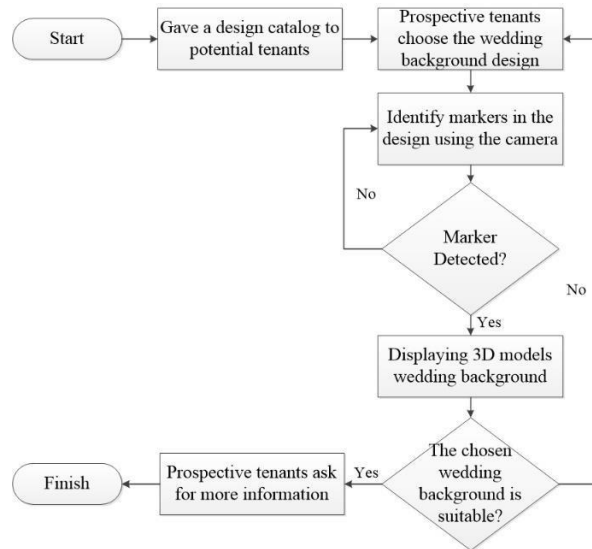 Start
Gave a design catalog to
potential tenants
Prospective tenants
choose the wedding
background design
Identify markers in the
design using the camera
No
Marker
Detected?
No
Yes
Displaying 3D models
wedding background
The chosen
wedding
background is
suitable?
Yes
Prospective tenants ask
for more information
Finish